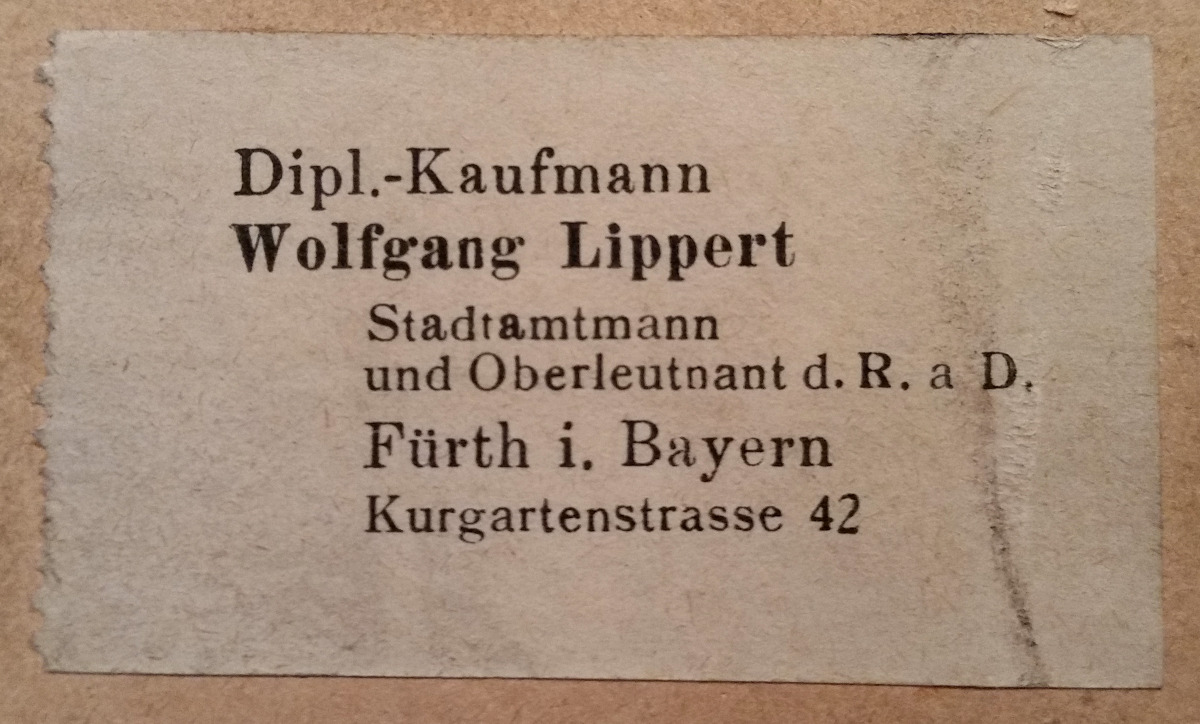 Dipl.-Kaufmann
Wolfgang Lippert
Stadtamtmann
und Oberleutnant d. R. a D.
Fürth i. Bayern
Kurgartenstrasse 42